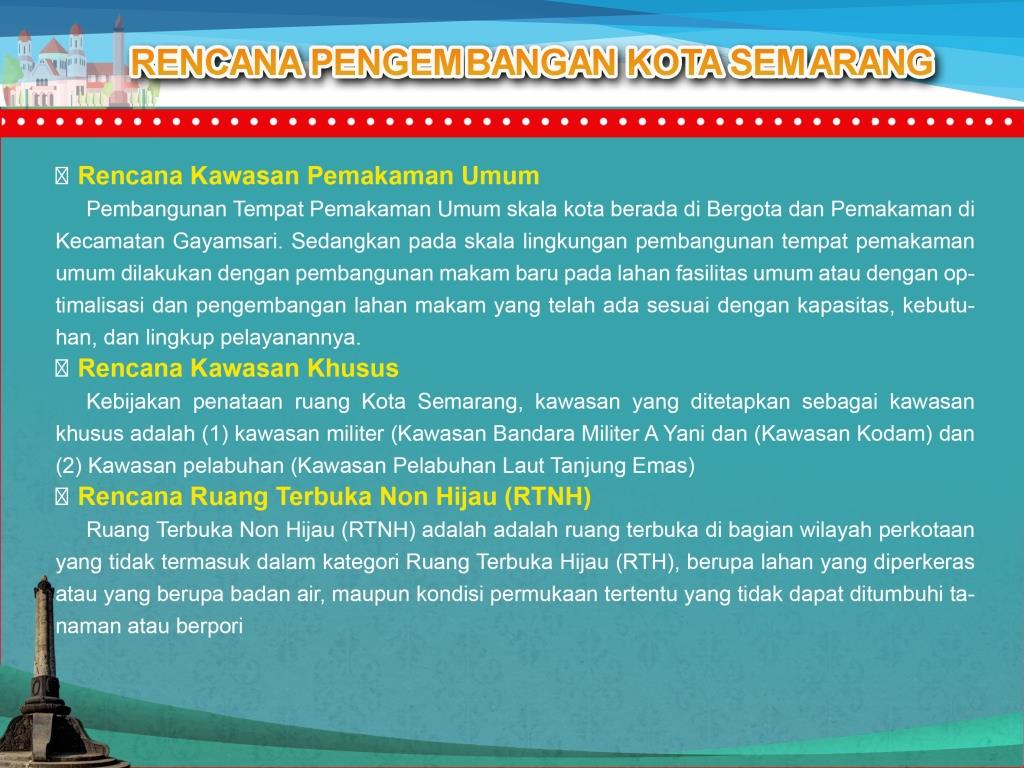 RENCANA PENGEMBANGAN KOTA SEMARANG
Rencana Kawasan Pemakaman Umum
Pembangunan Tempat Pemakaman Umum skala kota berada di Bergota dan Pemakaman di
Kecamatan Gayamsari. Sedangkan pada skala lingkungan pembangunan tempat pemakaman
umum dilakukan dengan pembangunan makam baru pada lahan fasilitas umum atau dengan op-
timalisasi dan pengembangan lahan makam yang telah ada sesuai dengan kapasitas, kebutu-
han, dan lingkup pelayanannya.
Rencana Kawasan Khusus
Kebijakan penataan ruang Kota Semarang, kawasan yang ditetapkan sebagai kawasan
khusus adalah (1) kawasan militer (Kawasan Bandara Militer A Yani dan (Kawasan Kodam) dan
(2) Kawasan pelabuhan (Kawasan Pelabuhan Laut Tanjung Emas)
Rencana Ruang Terbuka Non Hijau (RTNH)
Ruang Terbuka Non Hijau (RTNH) adalah adalah ruang terbuka di bagian wilayah perkotaan
yang tidak termasuk dalam kategori Ruang Terbuka Hijau (RTH), berupa lahan yang diperkeras
atau yang berupa badan air, maupun kondisi permukaan tertentu yang tidak dapat ditumbuhi ta-
naman atau berpori